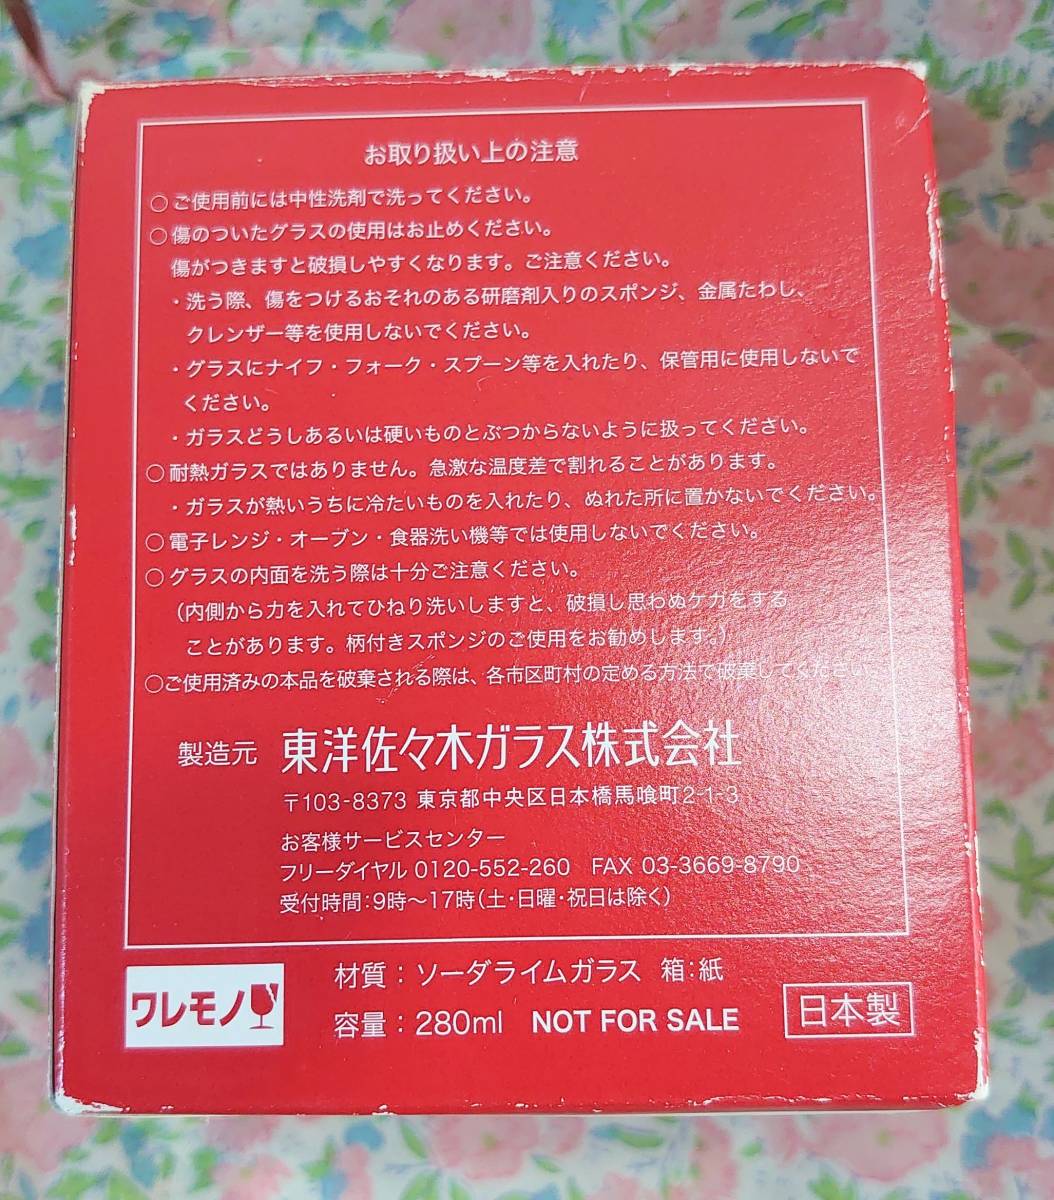 お取り扱い上の注意
○ご使用前には中性洗剤で洗ってください。
○傷のついたグラスの使用はお止めください。
傷がつきますと破損しやすくなります。ご注意ください。
・洗う際、傷をつけるおそれのある研磨剤入りのスポンジ、金属たわし、
クレンザー等を使用しないでください。
・グラスにナイフ・フォーク・スプーン等を入れたり、保管用に使用しないで
ください。
・ガラスどうしあるいは硬いものとぶつからないように扱ってください。
○耐熱ガラスではありません。急激な温度差で割れることがあります。
・ガラスが熱いうちに冷たいものを入れたり、ぬれた所に置かないでください。
○電子レンジ・オーブン・食器洗い機等では使用しないでください。
○グラスの内面を洗う際は十分ご注意ください。
（内側から力を入れてひねり洗いしますと、破損し思わぬケガをする
ことがあります。柄付きスポンジのご使用をお勧めします。）
○ご使用済みの本品を破棄される際は、各市区町村の定める方法で破棄してください
製造元 東洋佐々木ガラス株式会社
〒103-8373 東京都中央区日本橋馬喰町2-1-3
お客様サービスセンター
フリーダイヤル 0120-552-260 FAX 03-3669-8790
受付時間：9時〜17時（土・日曜・祝日は除く）
ワレモノ
材質：ソーダライムガラス 箱：紙
容量：280ml NOT FOR SALE
日本製